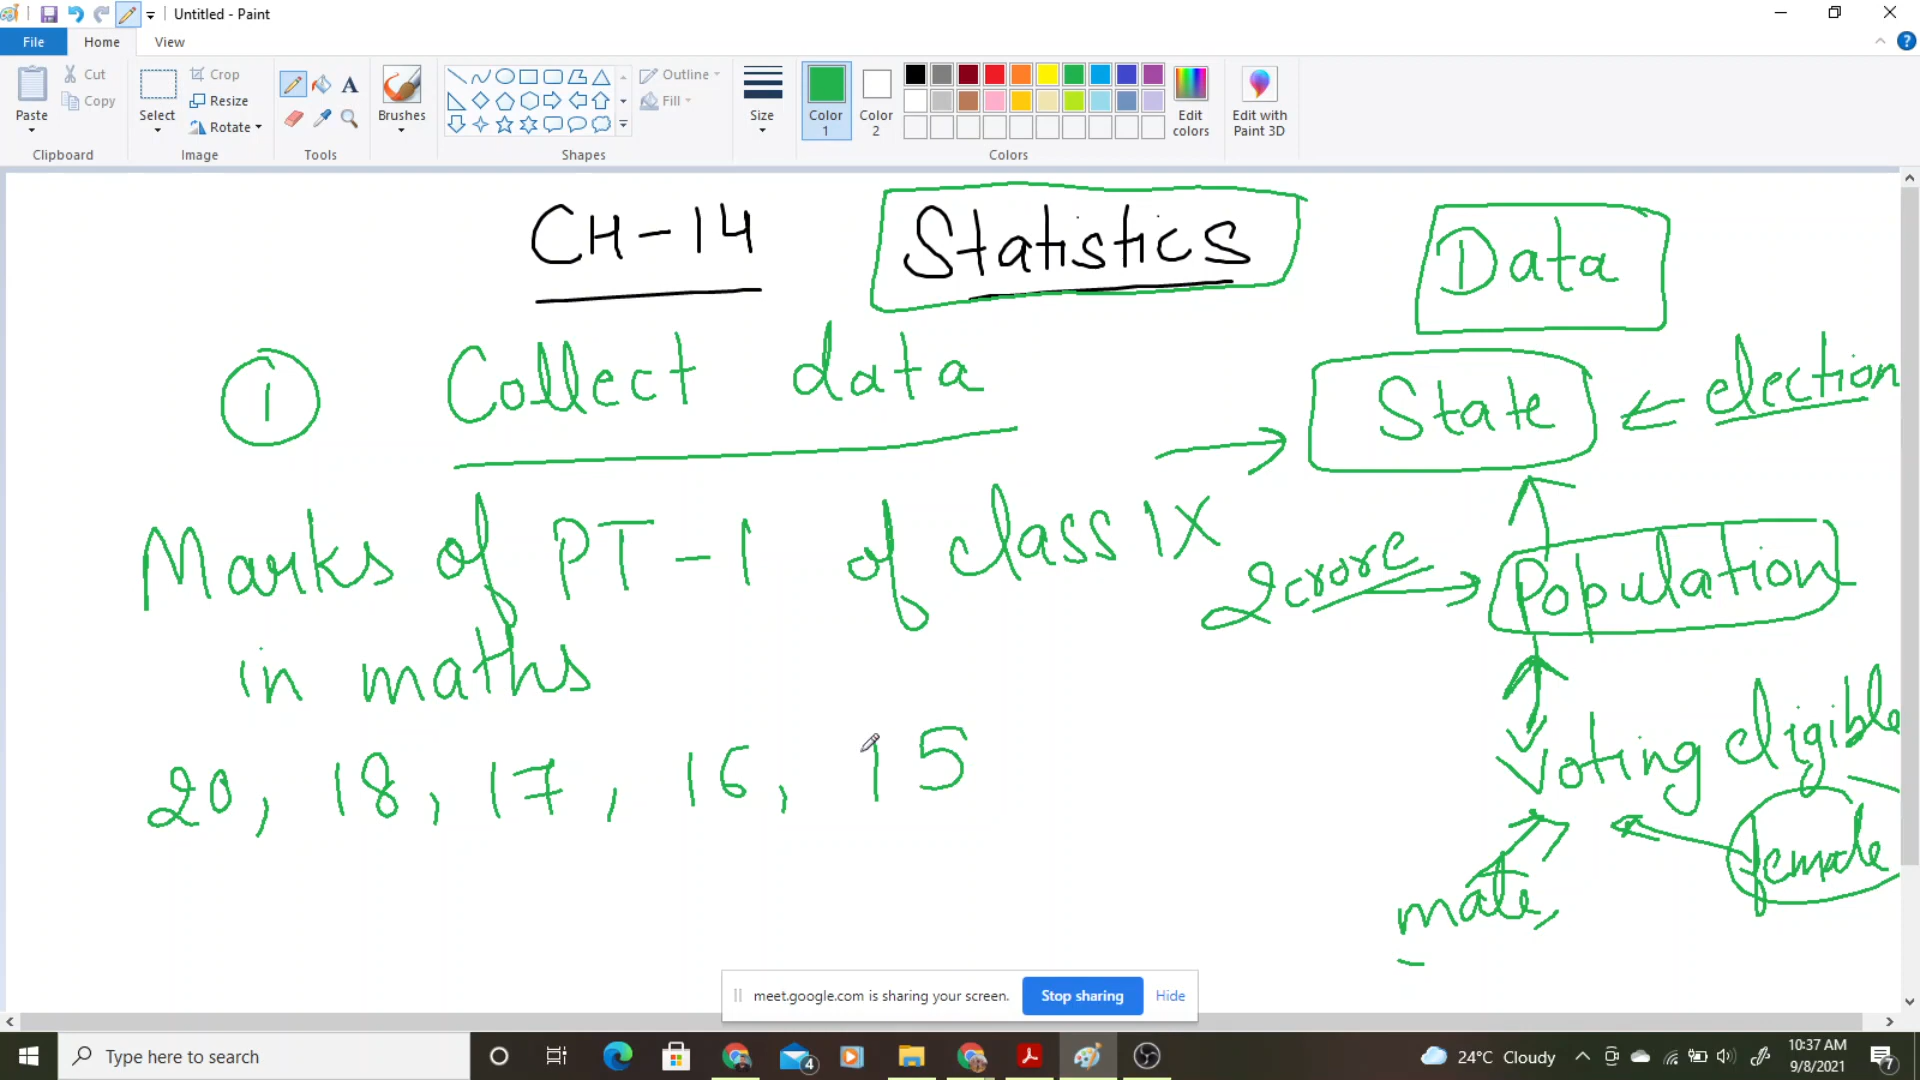 Untitled - Paint
File Home View
Cut
Copy
Paste
Clipboard
Crop
Resize
Rotate
Select
Image
Tools
Brushes
Shapes
Outline
Fill
Size
Color 1
Color 2
Edit colors
Colors
Edit with Paint 3D
CH-14 Statistics Data
1 Collect data State election
Marks of PT-1 of class IX
2 crore Population
in maths
Voting eligible
20, 18, 17, 16, 15
female
male,
meet.google.com is sharing your screen. Stop sharing Hide
Type here to search
4
24°C Cloudy
10:37 AM
9/8/2021
7